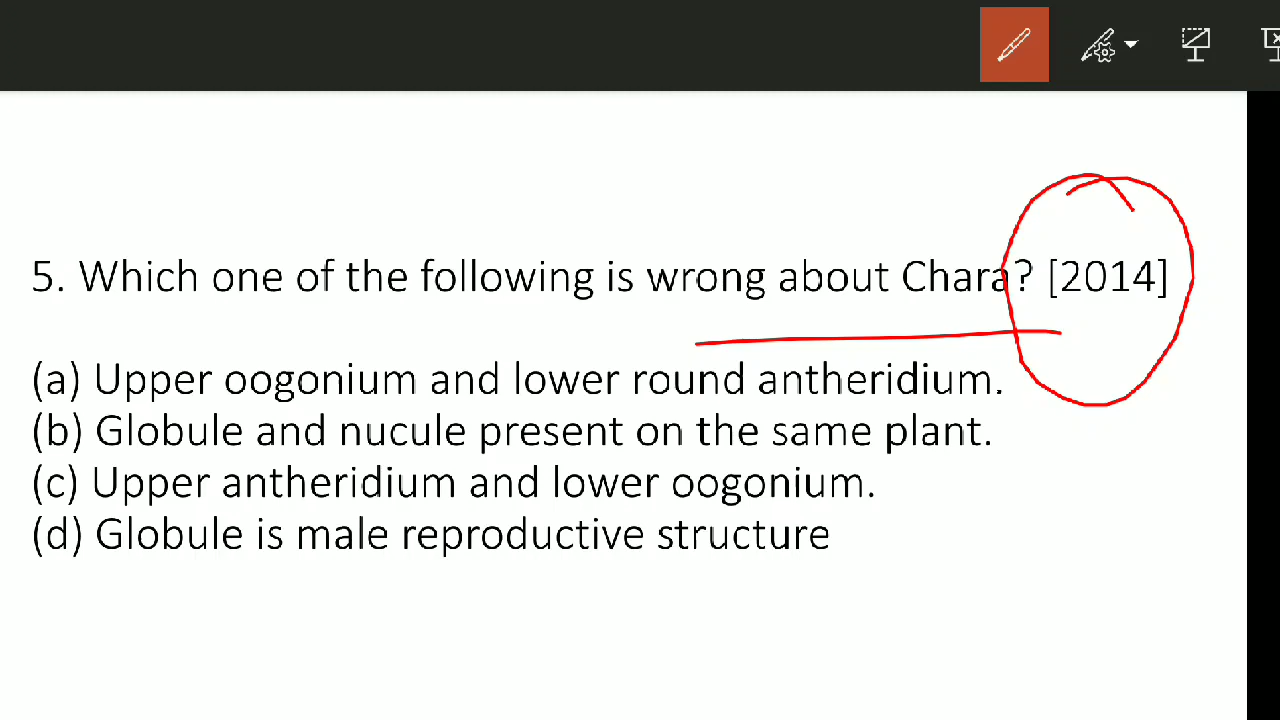 5. Which one of the following is wrong about Chara? [2014]
(a) Upper oogonium and lower round antheridium.
(b) Globule and nucule present on the same plant.
(c) Upper antheridium and lower oogonium.
(d) Globule is male reproductive structure